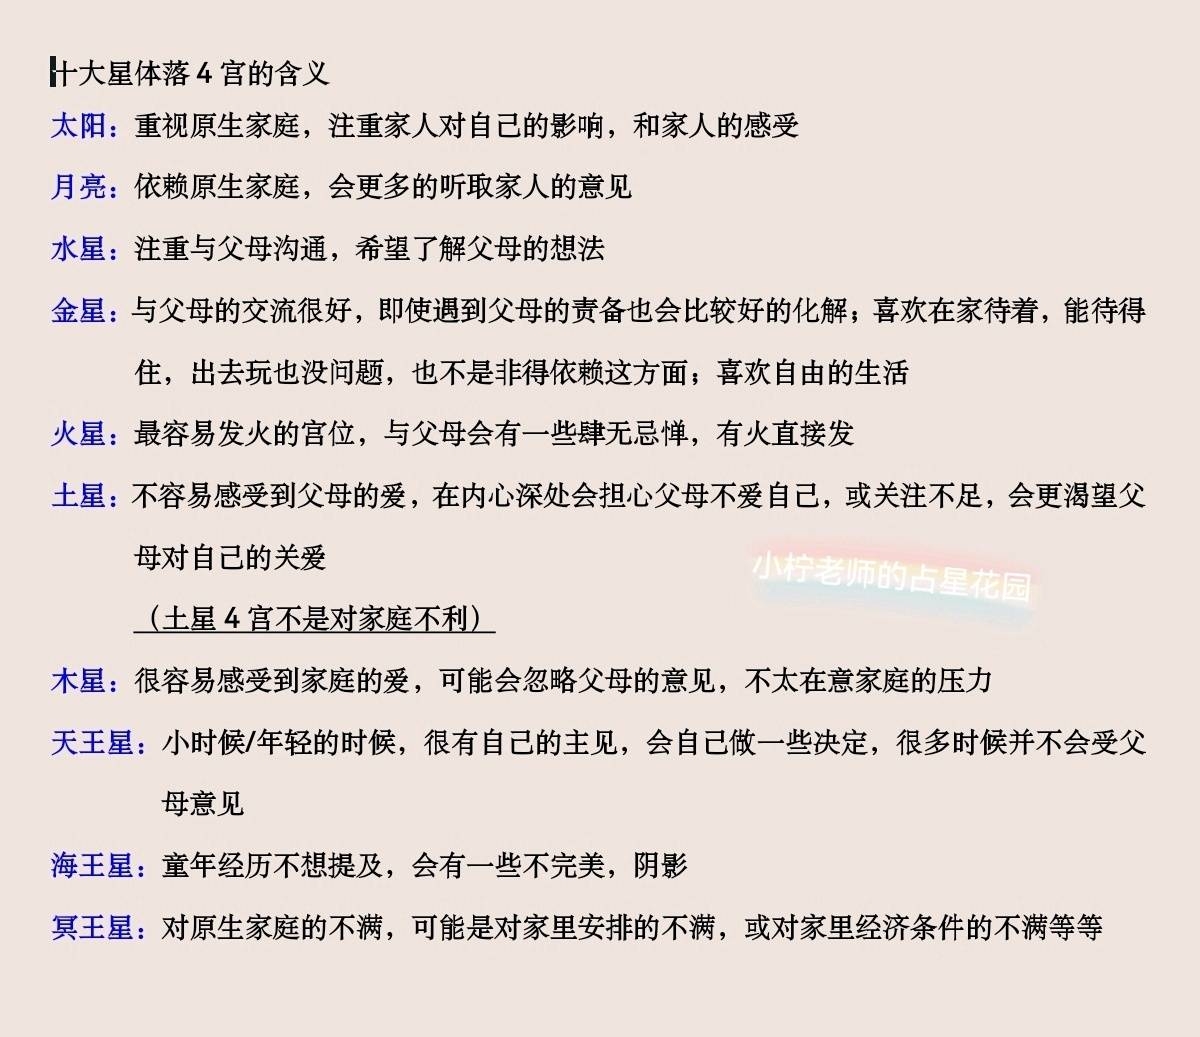 十大星体落 4 宫的含义
太阳：重视原生家庭，注重家人对自己的影响，和家人的感受
月亮：依赖原生家庭，会更多的听取家人的意见
水星：注重与父母沟通，希望了解父母的想法
金星：与父母的交流很好，即使遇到父母的责备也会比较好的化解；喜欢在家待着，能待得
住，出去玩也没问题，也不是非得依赖这方面；喜欢自由的生活
火星：最容易发火的宫位，与父母会有一些肆无忌惮，有火直接发
土星：不容易感受到父母的爱，在内心深处会担心父母不爱自己，或关注不足，会更渴望父
母对自己的关爱
小柠老师的占星花园
（土星 4 宫不是对家庭不利）
木星：很容易感受到家庭的爱，可能会忽略父母的意见，不太在意家庭的压力
天王星：小时候/年轻的时候，很有自己的主见，会自己做一些决定，很多时候并不会受父
母意见
海王星：童年经历不想提及，会有一些不完美，阴影
冥王星：对原生家庭的不满，可能是对家里安排的不满，或对家里经济条件的不满等等